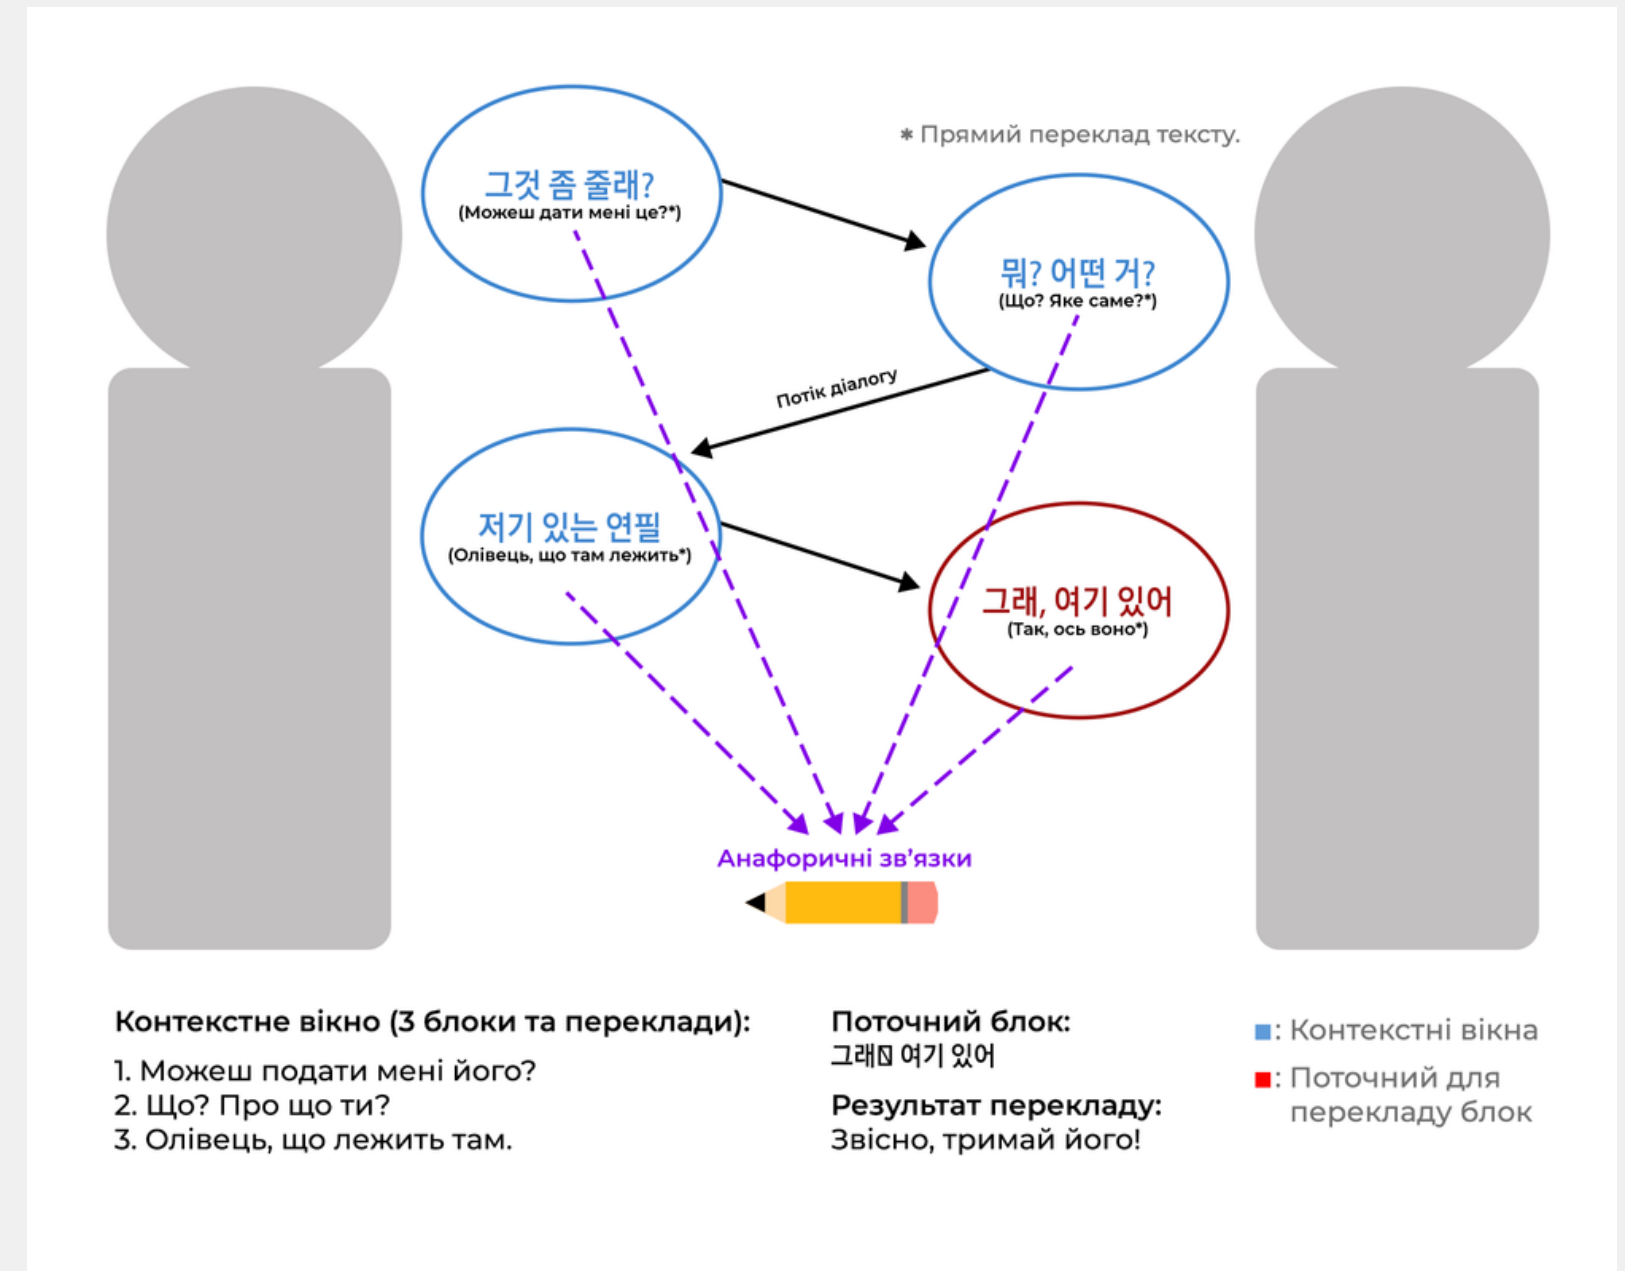 그것 좀 줄래?
(Можеш дати мені це?*)
* Прямий переклад тексту.
뭐? 어떤 거?
(Що? Яке саме?*)
Потік діалогу
저기 있는 연필
(Олівець, що там лежить*)
그래, 여기 있어
(Так, ось воно*)
Анафоричні зв'язки
Контекстне вікно (3 блоки та переклади):
1. Можеш подати мені його?
2. Що? Про що ти?
3. Олівець, що лежить там.
Поточний блок:
그래 여기 있어
Результат перекладу:
Звісно, тримай його!
: Контекстні вікна
: Поточний для
перекладу блок